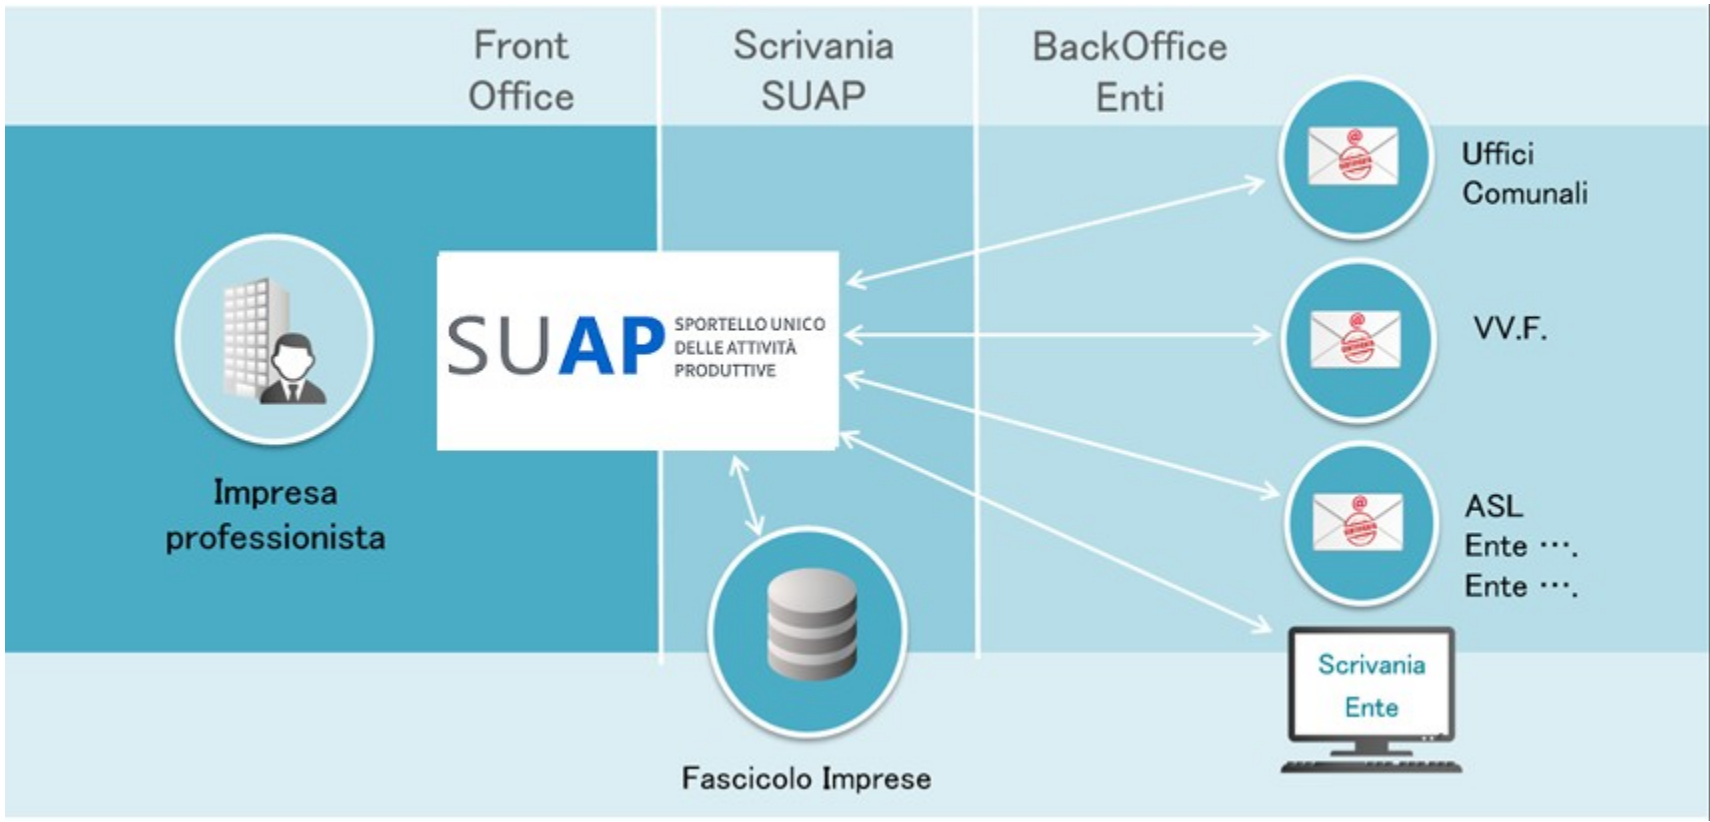 Front
Office
Scrivania
SUAP
BackOffice
Enti
Uffici
Comunali
SUAP
SPORTELLO UNICO
DELLE ATTIVITÀ
PRODUTTIVE
VV.F.
Impresa
professionista
ASL
Ente ….
Ente ….
Scrivania
Ente
Fascicolo Imprese